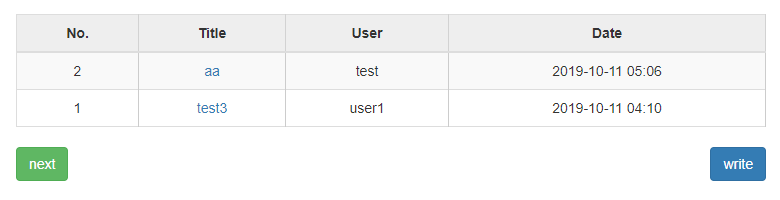 No. Title User Date
2 aa test 2019-10-11 05:06
1 test3 user1 2019-10-11 04:10
next write